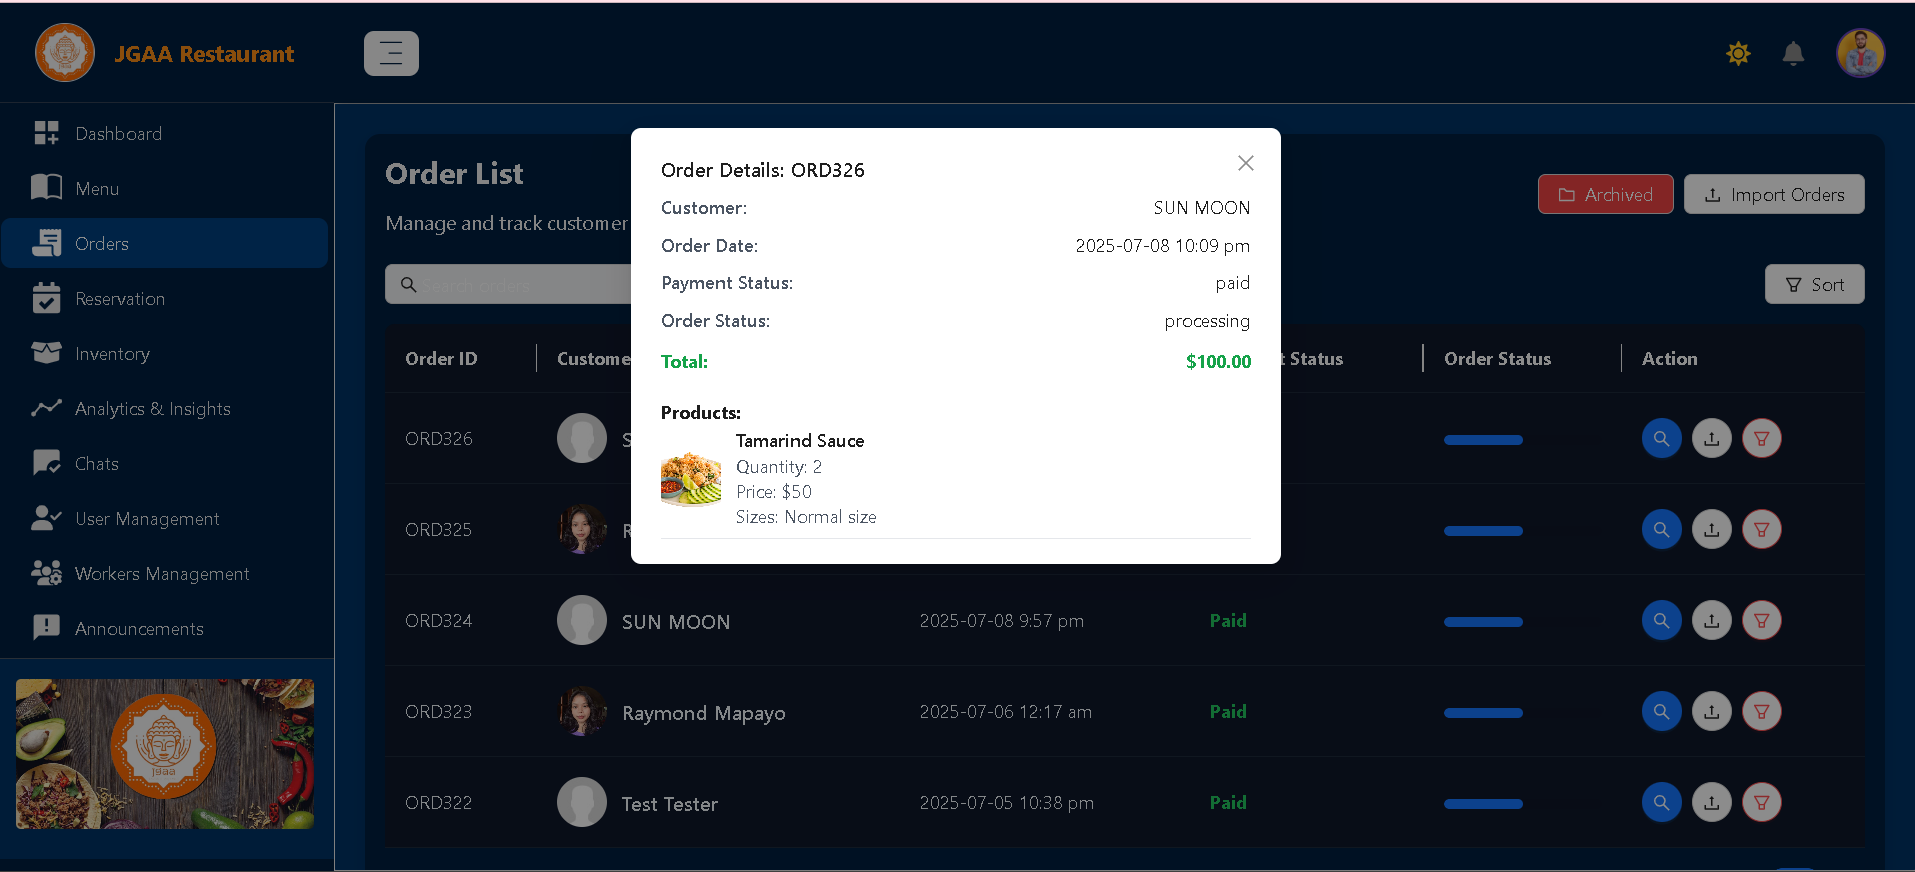 JGAA Restaurant
Dashboard
Menu
Orders
Reservation
Inventory
Analytics & Insights
Chats
User Management
Workers Management
Announcements
jgaa
Order List
Manage and track customer
Archived
Import Orders
Search orders
Sort
Order ID
Custome
t Status
Order Status
Action
ORD326
S
ORD325
R
ORD324
SUN MOON
2025-07-08 9:57 pm
Paid
ORD323
Raymond Mapayo
2025-07-06 12:17 am
Paid
ORD322
Test Tester
2025-07-05 10:38 pm
Paid
Order Details: ORD326
Customer: SUN MOON
Order Date: 2025-07-08 10:09 pm
Payment Status: paid
Order Status: processing
Total: $100.00
Products:
Tamarind Sauce
Quantity: 2
Price: $50
Sizes: Normal size